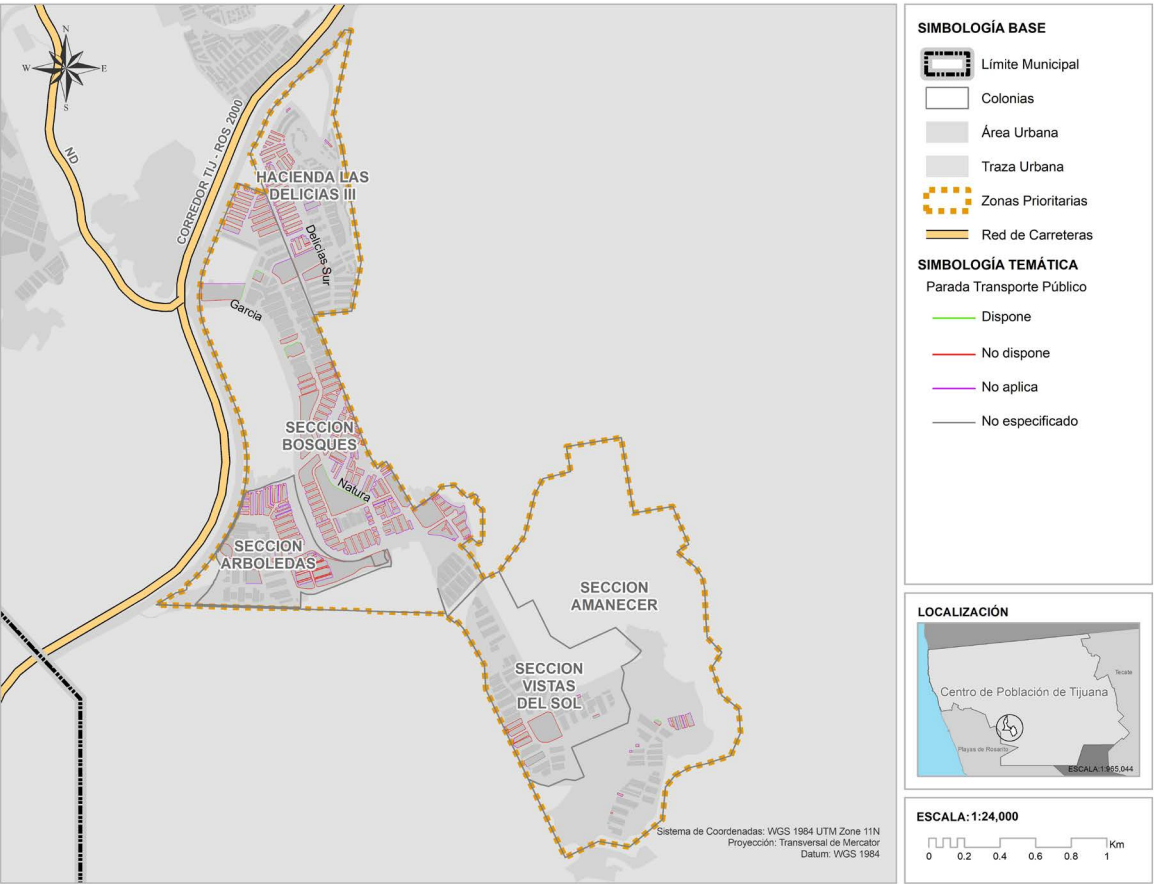 N
W
E
S
ND
CORREDOR TIJ - ROS 2000
HACIENDA LAS
DELICIAS III
Delicias Sur
Garcia
SECCION
BOSQUES
Natura
SECCION
ARBOLEDAS
SECCION
AMANECER
SECCION
VISTAS
DEL SOL
Sistema de Coordenadas: WGS 1984 UTM Zone 11N
Proyección: Transversal de Mercator
Datum: WGS 1984
SIMBOLOGÍA BASE
Límite Municipal
Colonias
Área Urbana
Traza Urbana
Zonas Prioritarias
Red de Carreteras
SIMBOLOGÍA TEMÁTICA
Parada Transporte Público
Dispone
No dispone
No aplica
No especificado
LOCALIZACIÓN
Tecate
Centro de Población de Tijuana
Playas de Rosarito
ESCALA:1:965,044
ESCALA: 1:24,000
Km
0 0.2 0.4 0.6 0.8 1